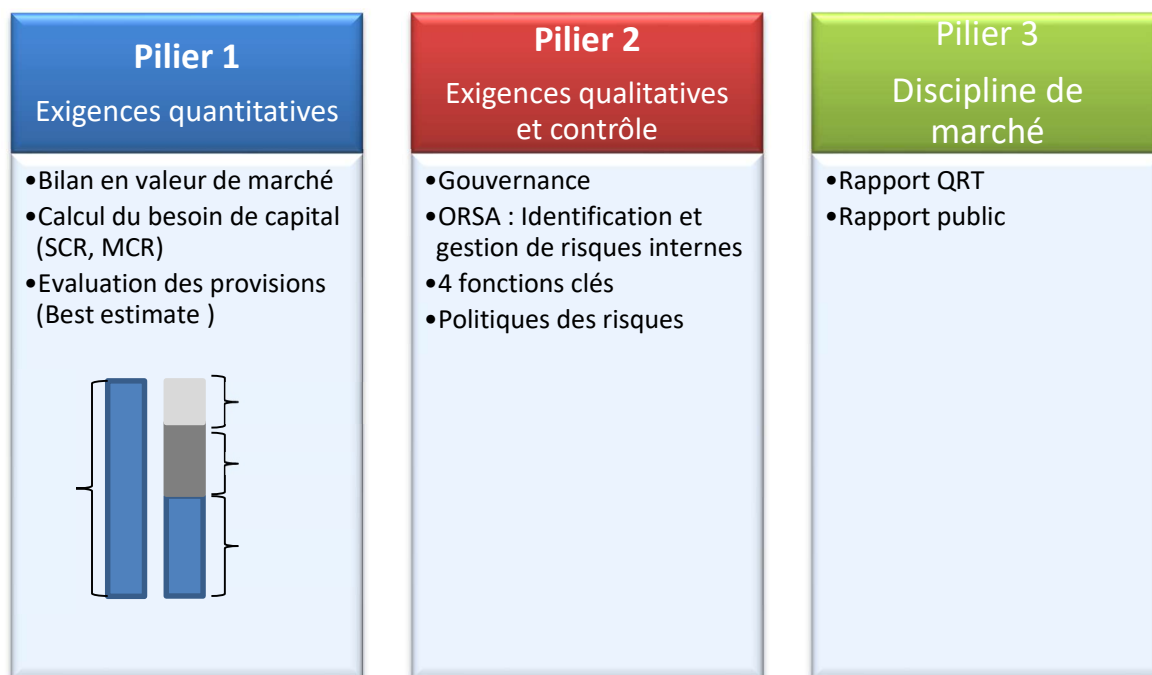 Pilier 1
Exigences quantitatives
•Bilan en valeur de marché
•Calcul du besoin de capital
(SCR, MCR)
•Evaluation des provisions
(Best estimate )
Pilier 2
Exigences qualitatives
et contrôle
•Gouvernance
•ORSA : Identification et
gestion de risques internes
•4 fonctions clés
•Politiques des risques
Pilier 3
Discipline de
marché
•Rapport QRT
•Rapport public